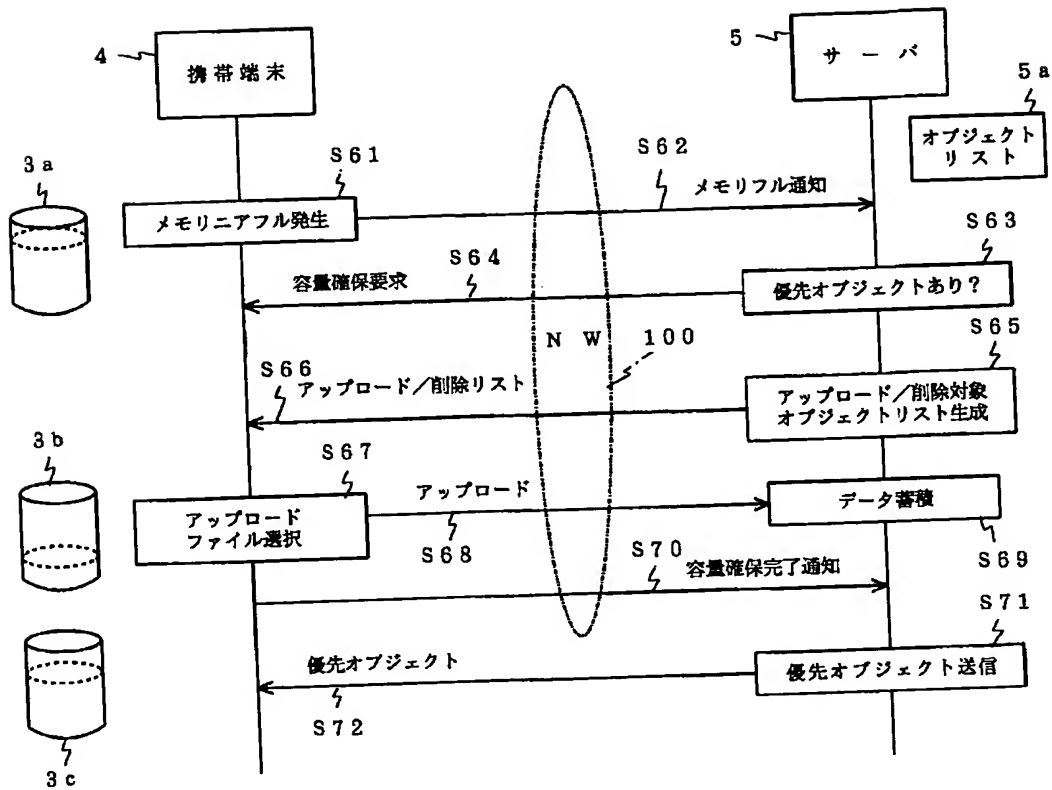 4
携帯端末
5
サーバ
5a
オブジェクト
リスト
3a
S61
メモリニアフル発生
S62
メモリフル通知
S63
優先オブジェクトあり?
S64
容量確保要求
NW
100
S65
アップロード/削除対象
オブジェクトリスト生成
S66
アップロード/削除リスト
3b
S67
アップロード
ファイル選択
アップロード
S68
データ蓄積
S69
S70
容量確保完了通知
S71
優先オブジェクト送信
優先オブジェクト
S72
3c